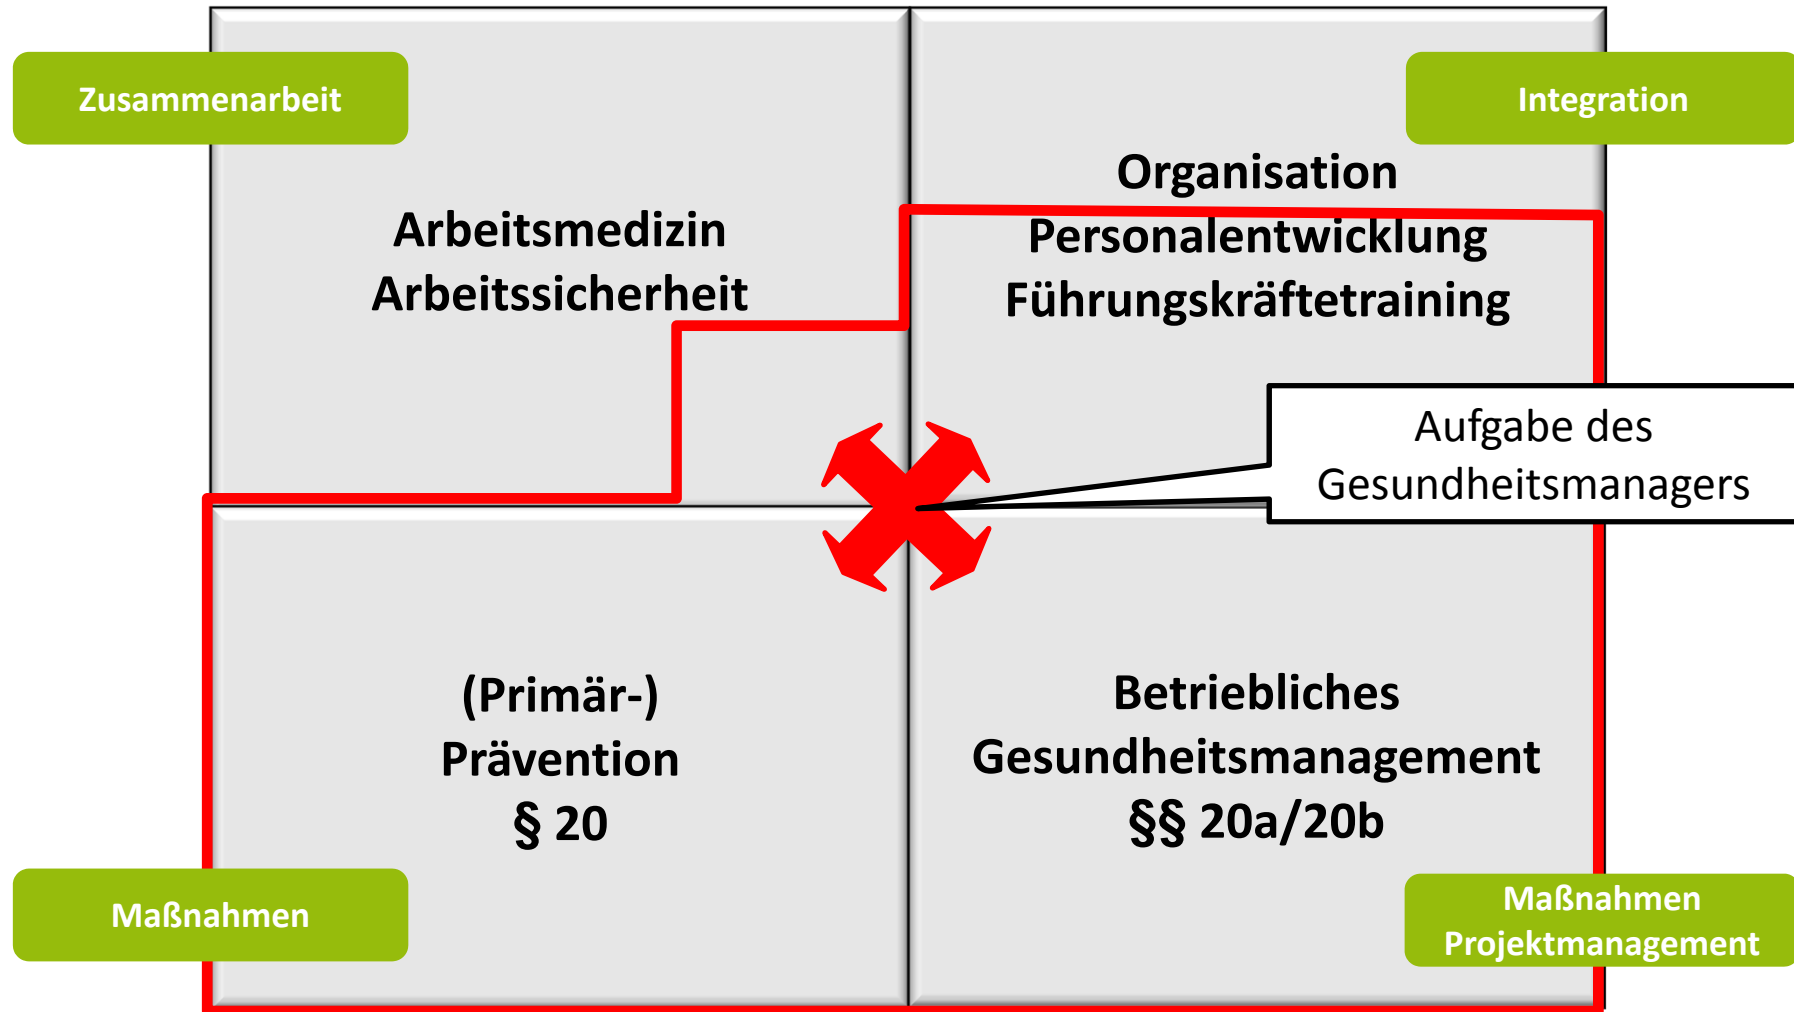 Zusammenarbeit
Arbeitsmedizin
Arbeitssicherheit
Integration
Organisation
Personalentwicklung
Führungskräftetraining
Aufgabe des
Gesundheitsmanagers
(Primär-)
Prävention
§ 20
Maßnahmen
Betriebliches
Gesundheitsmanagement
§§ 20a/20b
Maßnahmen
Projektmanagement